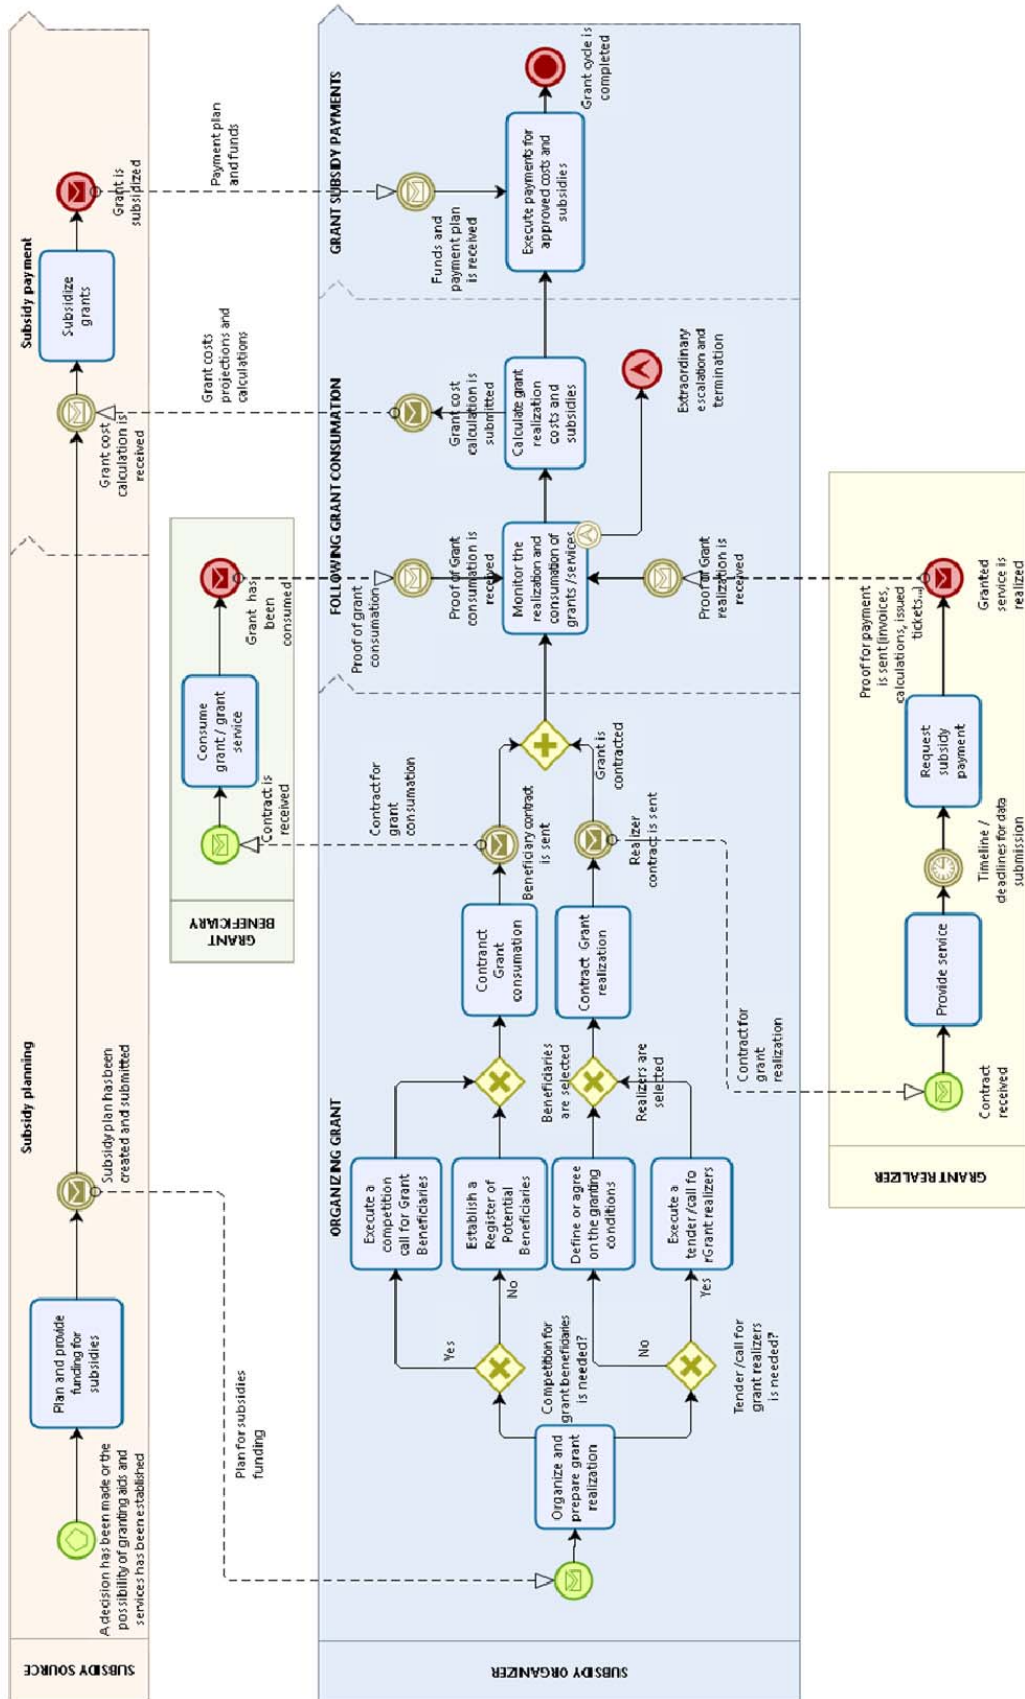 SUBSIDY SOURCE
Subsidy planning
Subsidy payment
A decision has been made or the
possibility of granting aids and
services has been established
Plan and provide
funding for
subsidies
Subsidy plan has been
created and submitted
Grant cost
calculation is
received
Subsidize
grants
Grant is
subsidized
Plan for subsidies
funding
Grant costs
projections and
calculations
Payment plan
and funds
GRANT
BENEFICIARY
Contract is
received
Consume
grant / grant
service
Grant has
been
consumed
Contract for
grant
consumation
Proof of grant
consumation
SUBSIDY ORGANIZER
ORGANIZING GRANT
FOLLOWING GRANT CONSUMATION
GRANT SUBSIDY PAYMENTS
Organize and
prepare grant
realization
Yes
No
Competition for
grant beneficiaries
is needed?
No
Yes
Tender /call for
grant realizers
is needed?
Execute a
competition
call for Grant
Beneficiaries
Establish a
Register of
Potential
Beneficiaries
Define or agree
on the granting
conditions
Execute a
tender /call fo
rGrant realizers
Beneficiaries
are selected
Realizers are
selected
Contranct
Grant
consumation
Contract Grant
realization
Beneficiary contract
is sent
Realizer
contract is sent
Grant is
contracted
Proof of Grant
consumation is
received
Monitor the
realization and
consumation of
grants /services
Proof of Grant
realization is
received
Grant cost
calculation is
submitted
Calculate grant
realization
costs and
subsidies
Extraordinary
escalation and
termination
Funds and
payment plan
is received
Execute payments for
approved costs and
subsidies
Grant cycle is
completed
Contract for
grant
realization
GRANT REALIZER
Contract
received
Provide service
Timeline /
deadlines for data
submission
Request
subsidy
payment
Proof for payment
is sent (invoices,
calculations, issued
tickets...)
Granted
service is
realized